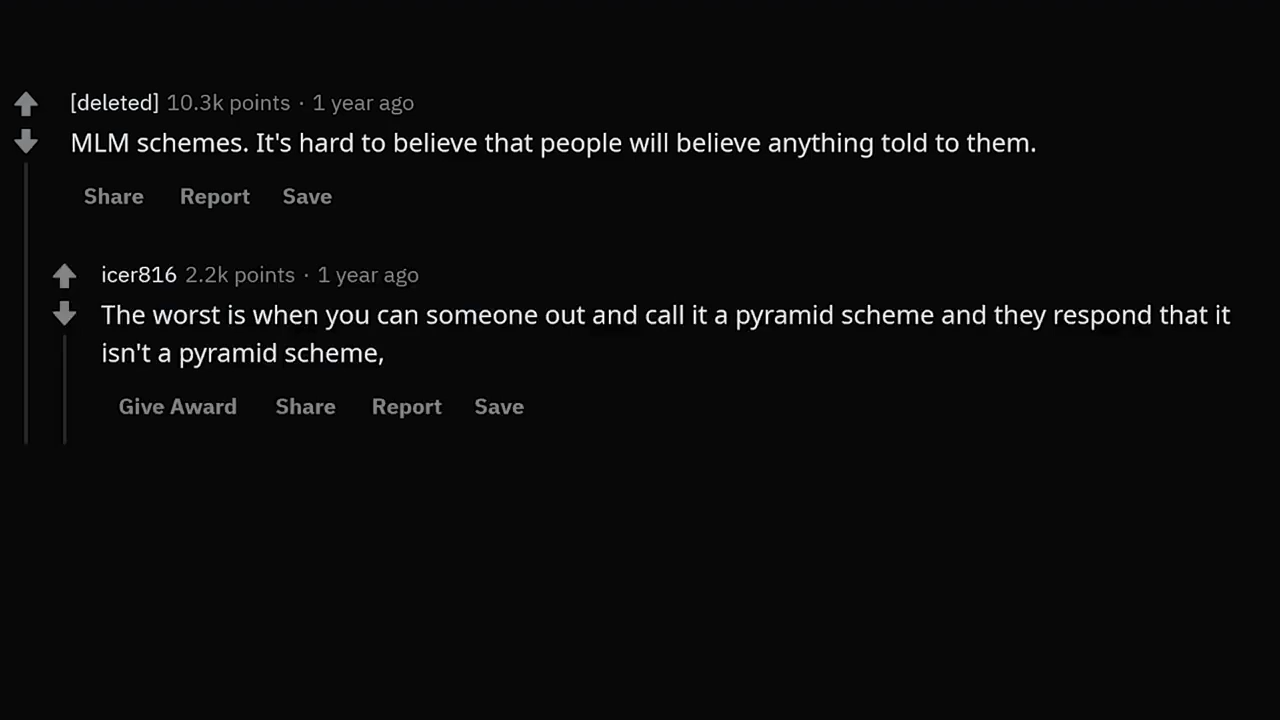 [deleted] 10.3k points · 1 year ago
MLM schemes. It's hard to believe that people will believe anything told to them.
Share Report Save
icer816 2.2k points · 1 year ago
The worst is when you can someone out and call it a pyramid scheme and they respond that it
isn't a pyramid scheme,
Give Award Share Report Save